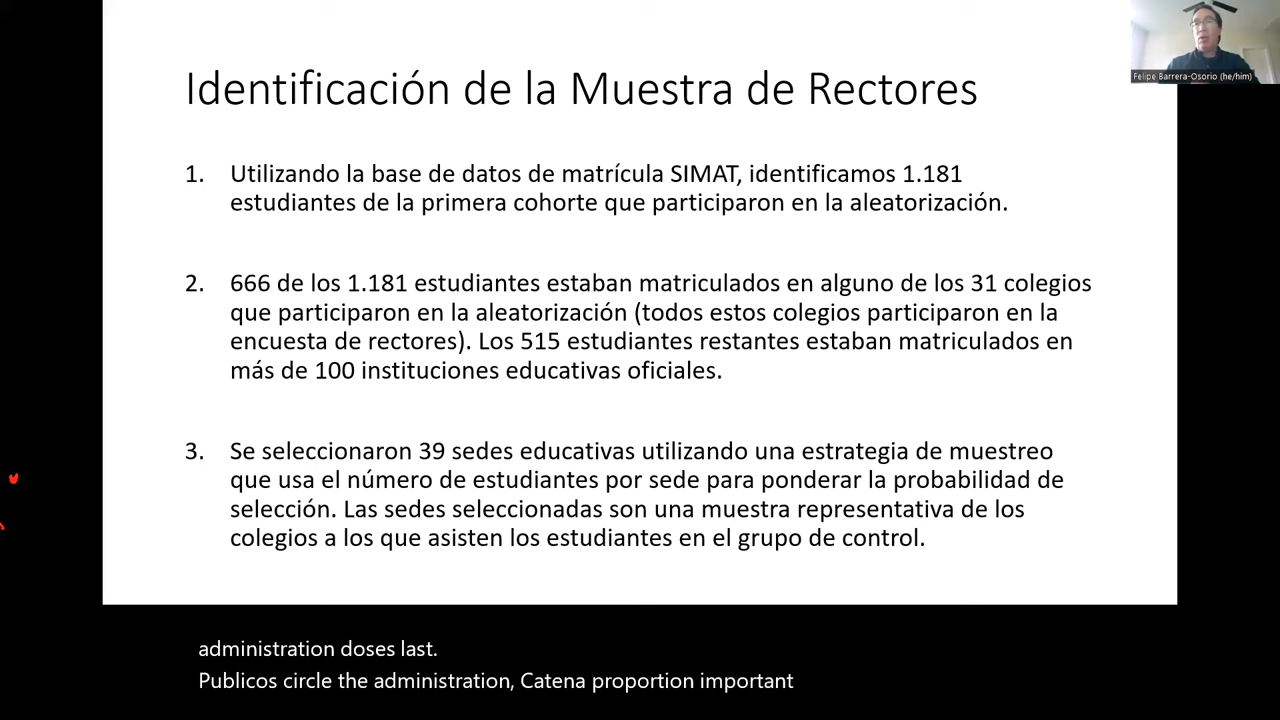 Felipe Barrera-Osorio (he/him)
Identificación de la Muestra de Rectores
1. Utilizando la base de datos de matrícula SIMAT, identificamos 1.181
estudiantes de la primera cohorte que participaron en la aleatorización.
2. 666 de los 1.181 estudiantes estaban matriculados en alguno de los 31 colegios
que participaron en la aleatorización (todos estos colegios participaron en la
encuesta de rectores). Los 515 estudiantes restantes estaban matriculados en
más de 100 instituciones educativas oficiales.
3. Se seleccionaron 39 sedes educativas utilizando una estrategia de muestreo
que usa el número de estudiantes por sede para ponderar la probabilidad de
selección. Las sedes seleccionadas son una muestra representativa de los
colegios a los que asisten los estudiantes en el grupo de control.
administration doses last.
Publicos circle the administration, Catena proportion important